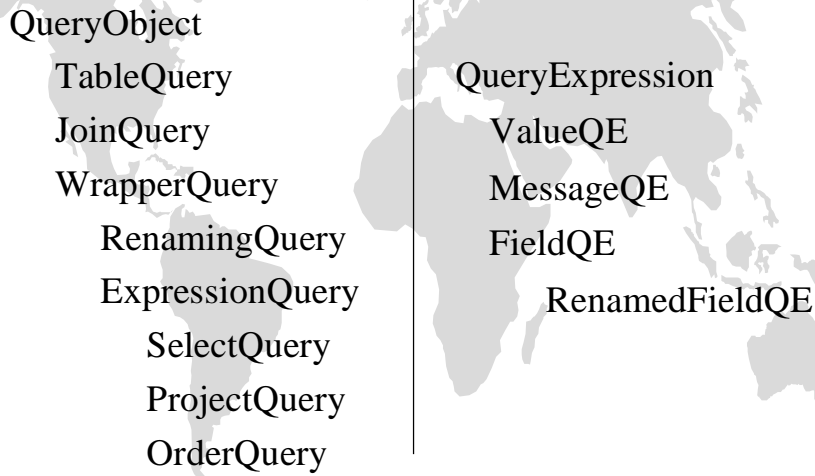 QueryObject
TableQuery
JoinQuery
WrapperQuery
RenamingQuery
ExpressionQuery
SelectQuery
ProjectQuery
OrderQuery
QueryExpression
ValueQE
MessageQE
FieldQE
RenamedFieldQE